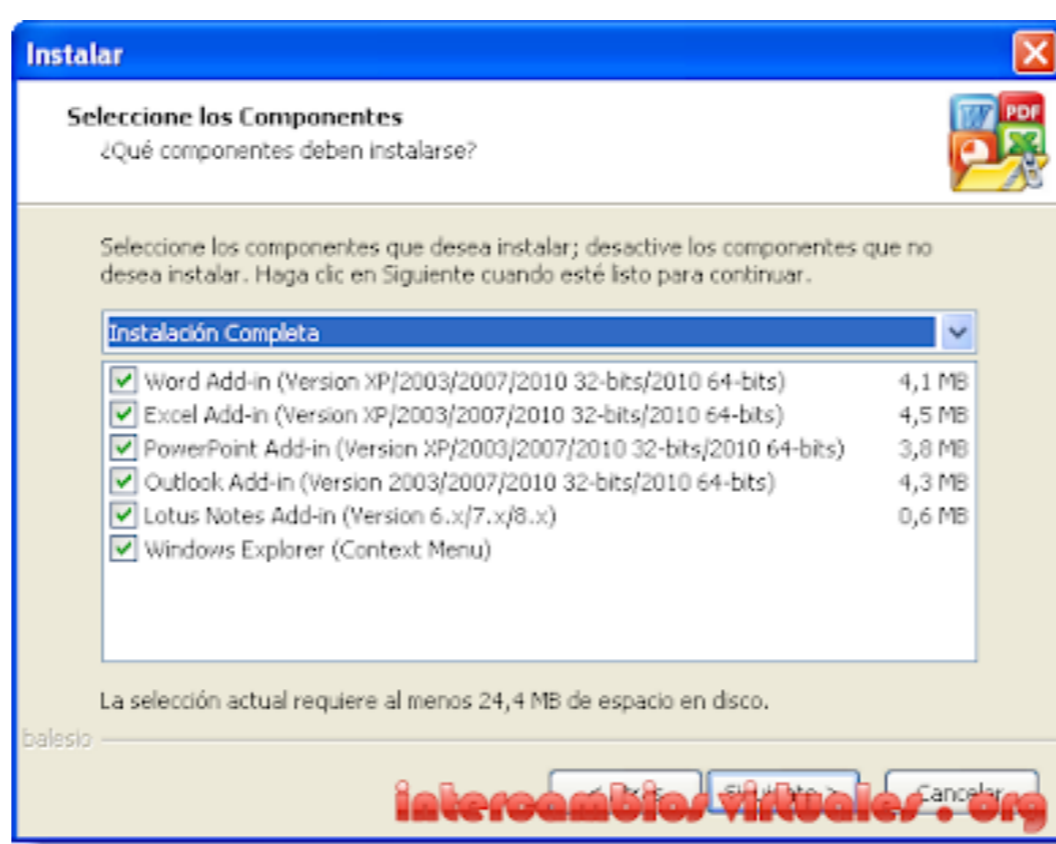 Instalar
Seleccione los Componentes
¿Qué componentes deben instalarse?
PDF
Seleccione los componentes que desea instalar; desactive los componentes que no
desea instalar. Haga clic en Siguiente cuando esté listo para continuar.
Instalación Completa
Word Add-in (Version XP/2003/2007/2010 32-bits/2010 64-bits) 4,1 MB
Excel Add-in (Version XP/2003/2007/2010 32-bits/2010 64-bits) 4,5 MB
PowerPoint Add-in (Version XP/2003/2007/2010 32-bits/2010 64-bits) 3,8 MB
Outlook Add-in (Version 2003/2007/2010 32-bits/2010 64-bits) 4,3 MB
Lotus Notes Add-in (Version 6.x/7.x/8.x) 0,6 MB
Windows Explorer (Context Menu)
La selección actual requiere al menos 24,4 MB de espacio en disco.
balesio
Cancelar
intercambios virtuales . org